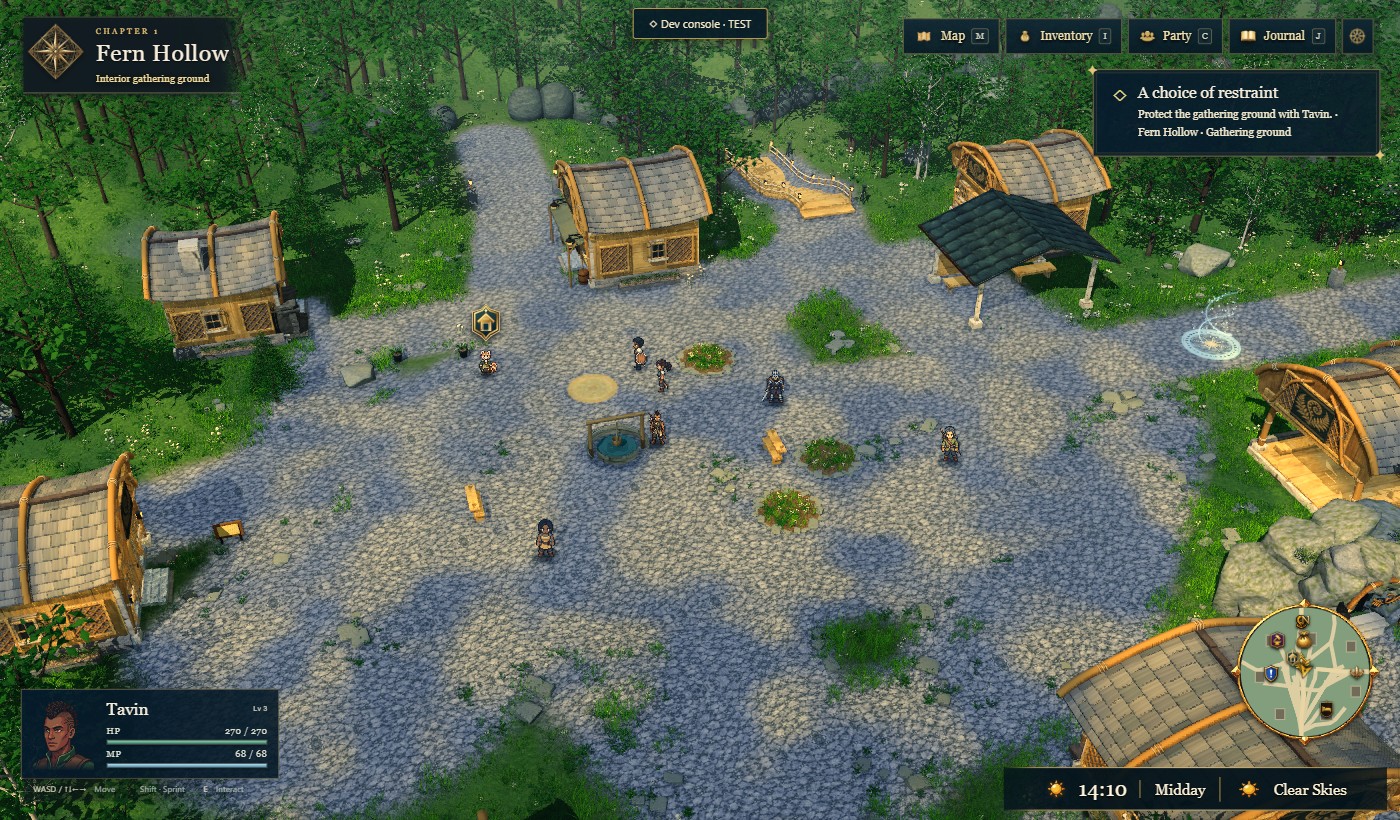 CHAPTER 1
Fern Hollow
Interior gathering ground
Dev console · TEST
Map M
Inventory I
Party C
Journal J
A choice of restraint
Protect the gathering ground with Tavin. ·
Fern Hollow · Gathering ground
Tavin
Lv 3
HP 270 / 270
MP 68 / 68
WASD / ↑↓←→ Move Shift · Sprint E Interact
14:10 Midday Clear Skies